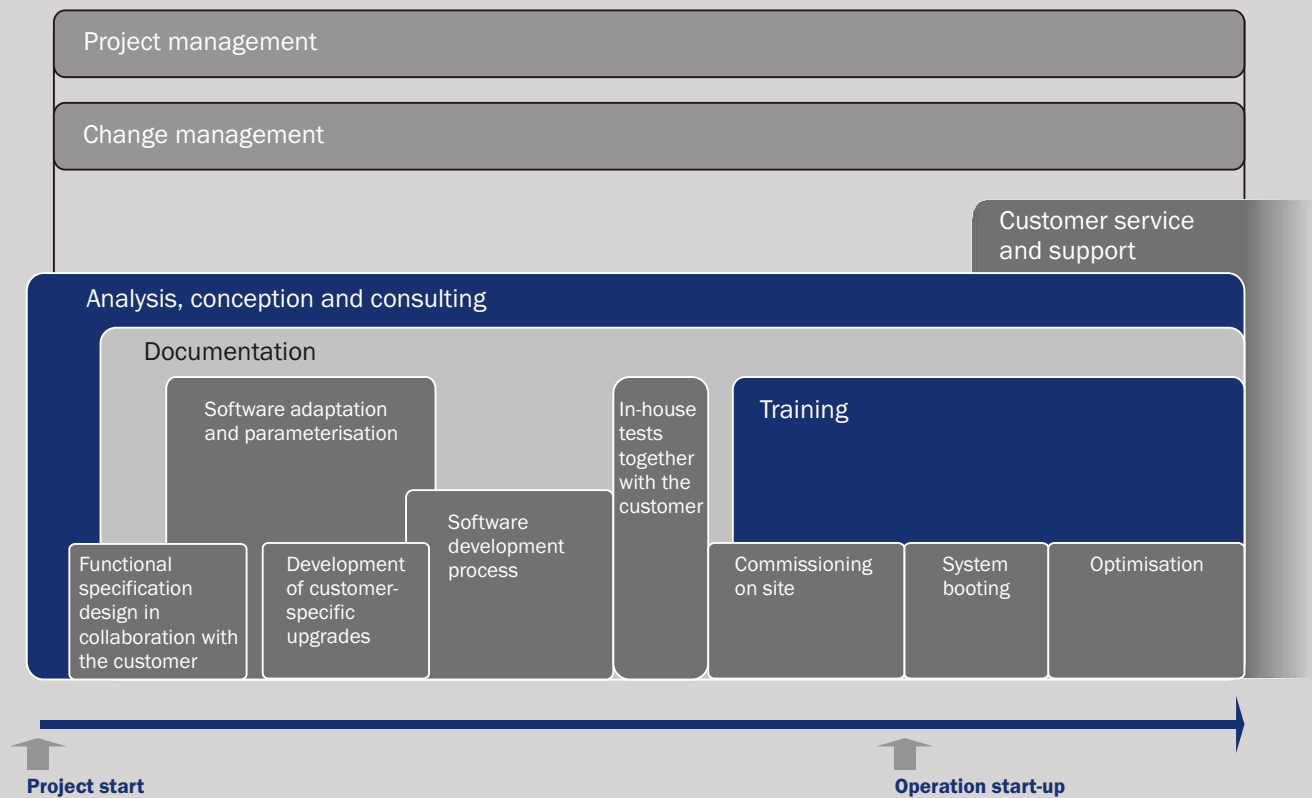 Project management
Change management
Customer service
and support
Analysis, conception and consulting
Documentation
Software adaptation
and parameterisation
In-house
tests
together
with the
customer
Training
Software
development
process
Functional
specification
design in
collaboration with
the customer
Development
of customer-
specific
upgrades
Commissioning
on site
System
booting
Optimisation
Project start
Operation start-up